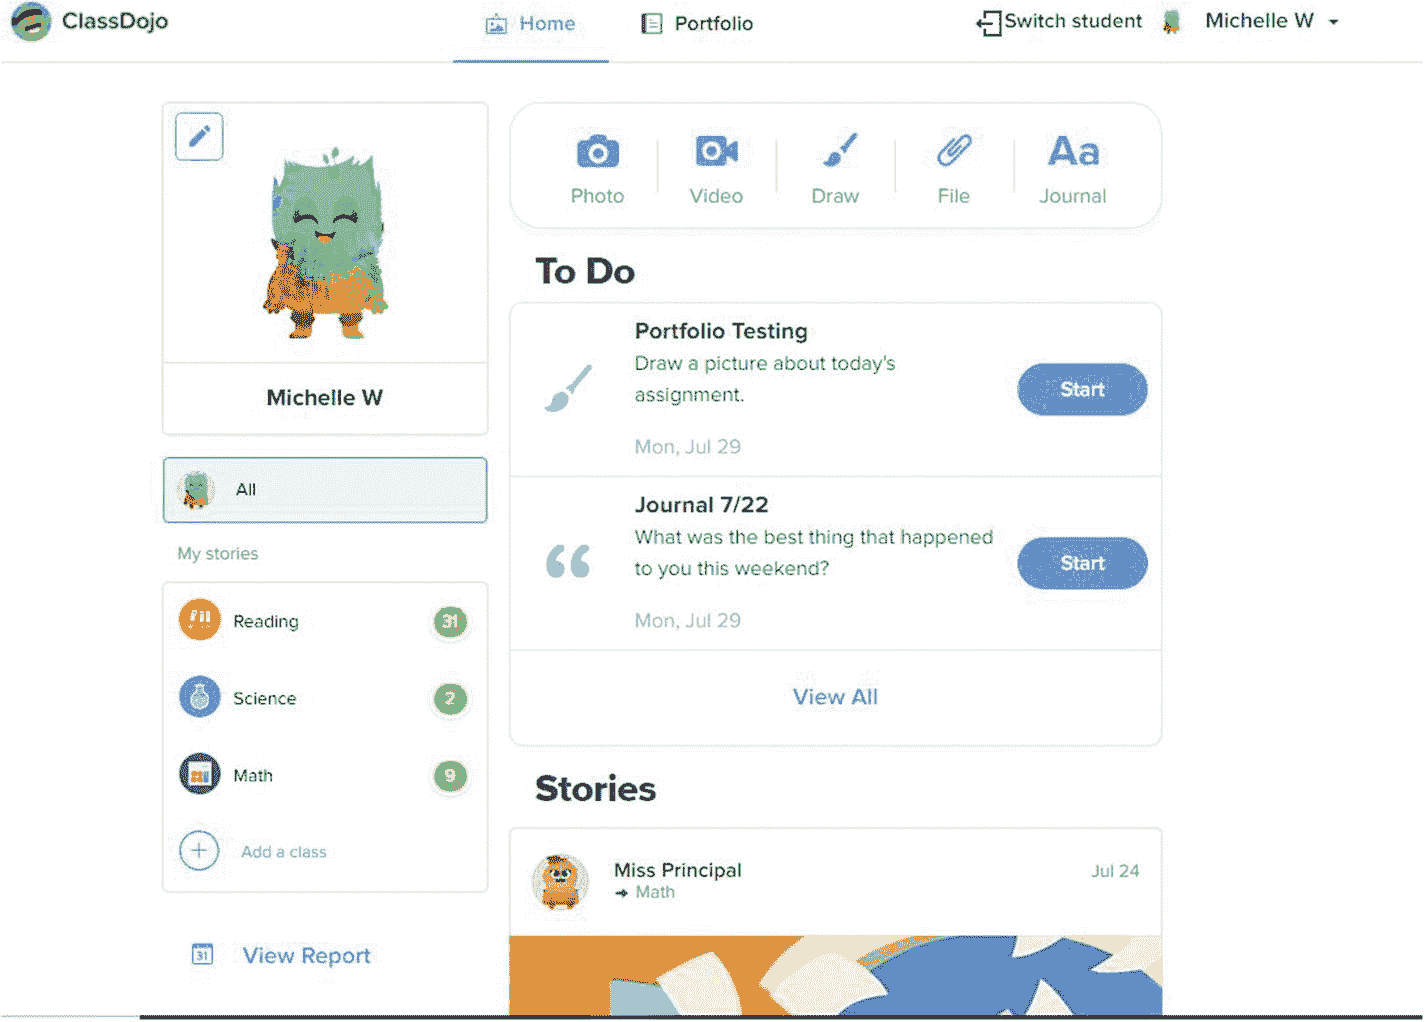 ClassDojo
Home
Portfolio
Switch student
Michelle W
Photo
Video
Draw
File
Aa
Journal
Michelle W
All
My stories
Reading
31
Science
2
Math
9
Add a class
31
View Report
To Do
Portfolio Testing
Draw a picture about today's
assignment.
Mon, Jul 29
Start
Journal 7/22
What was the best thing that happened
to you this weekend?
Mon, Jul 29
Start
View All
Stories
Miss Principal
Jul 24
➞ Math